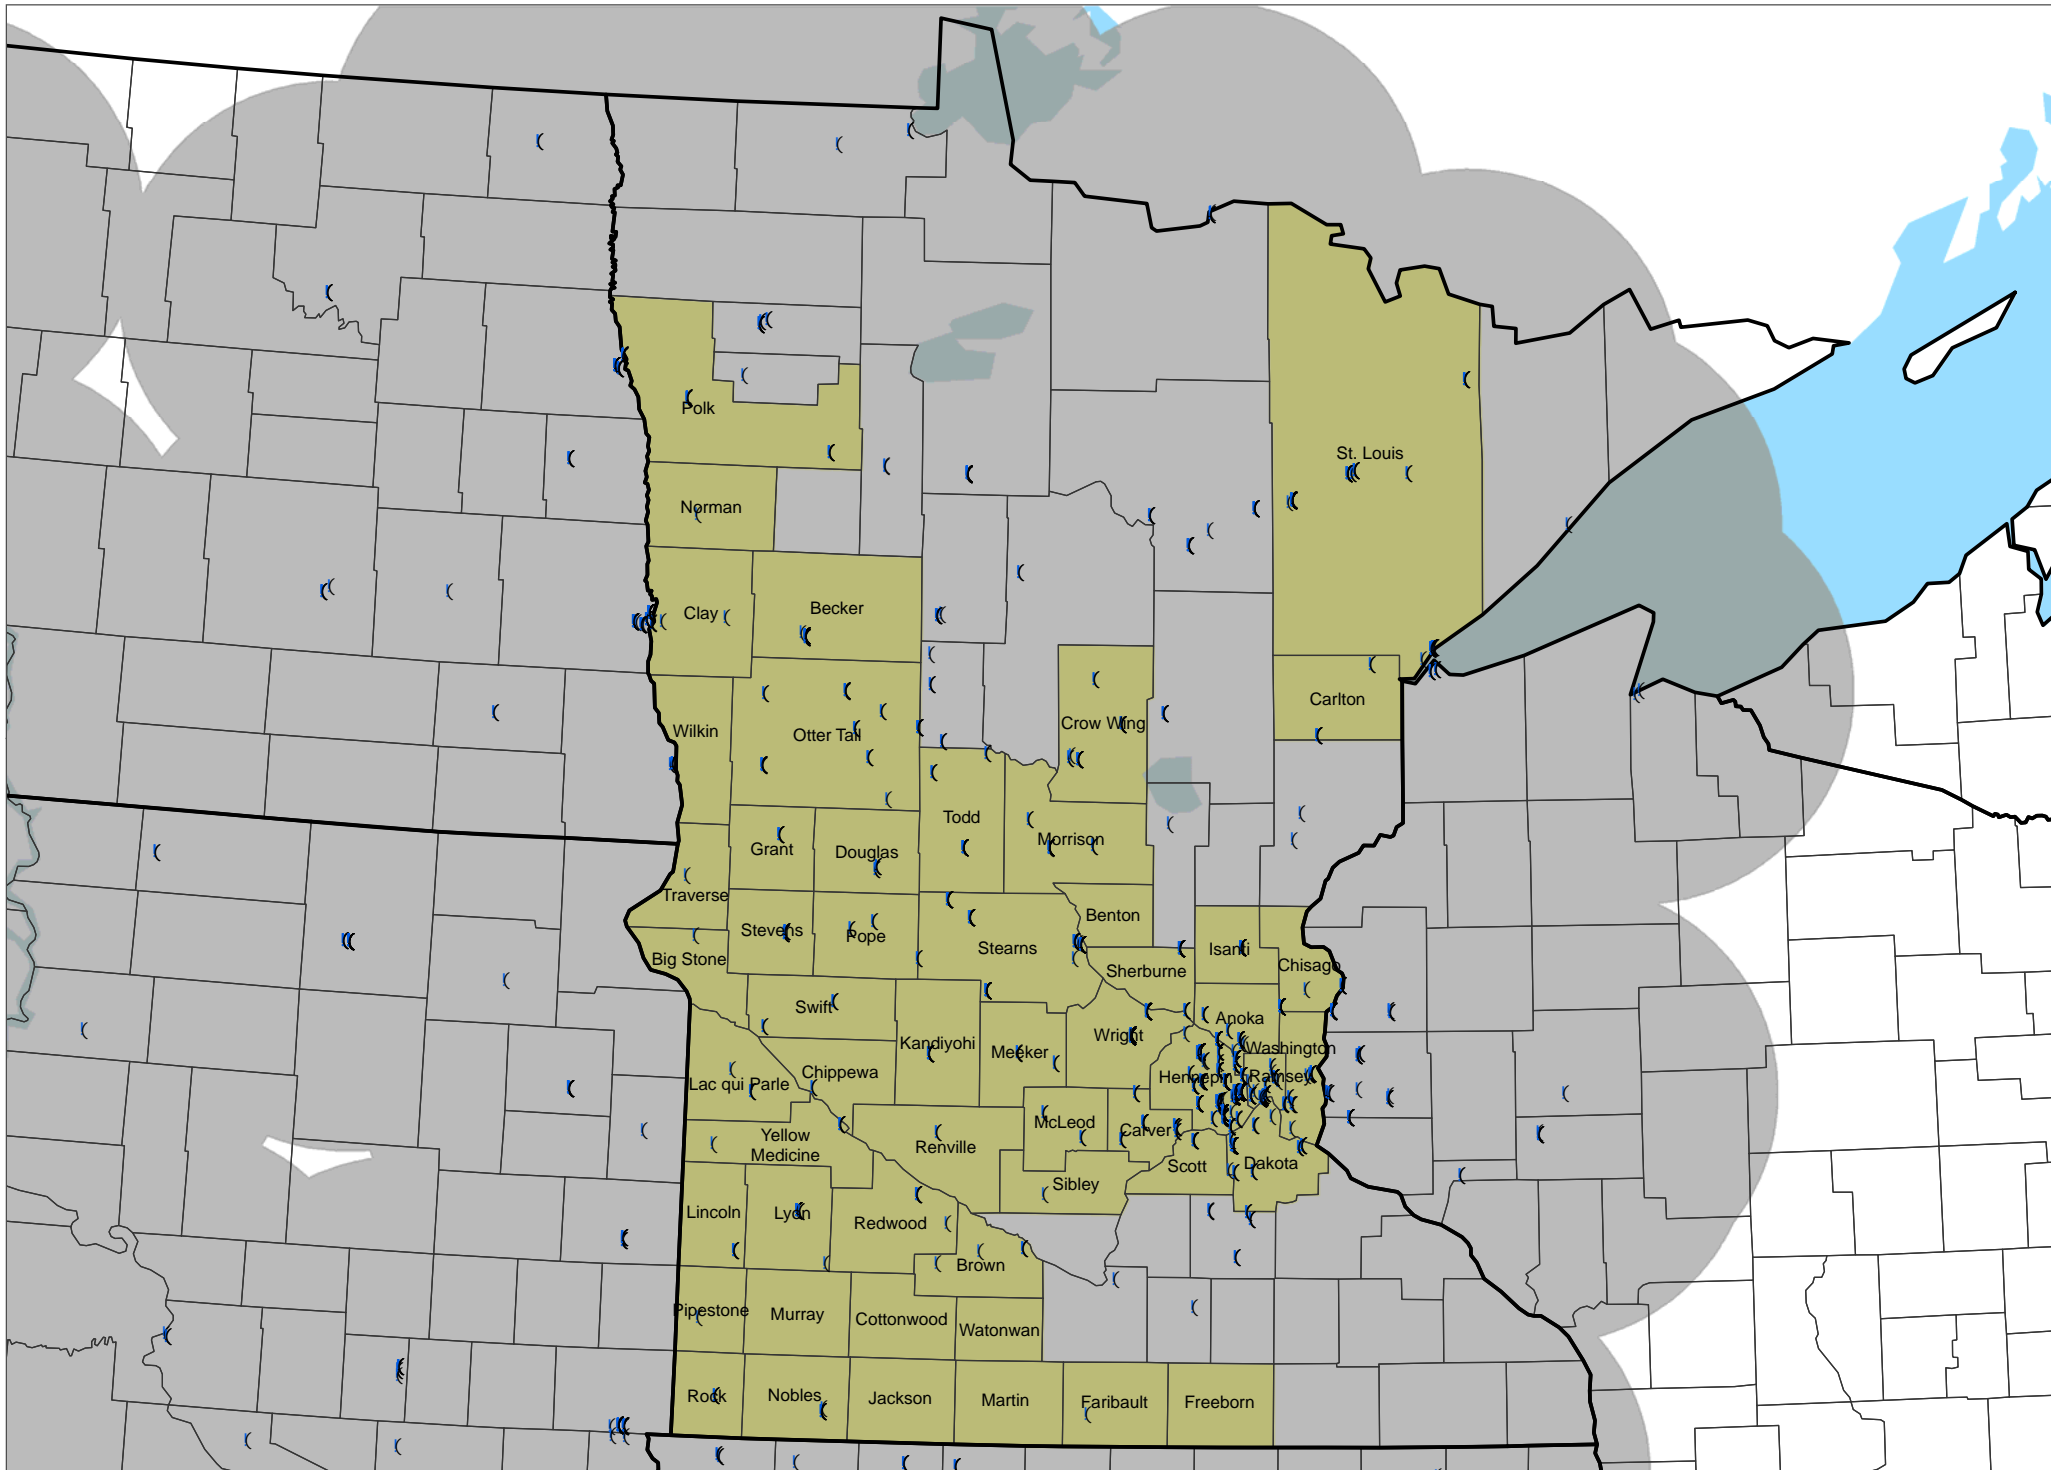 St. Louis
Polk
Norman
Clay
Becker
Carlton
Wilkin
Otter Tail
Crow Wing
Todd
Morrison
Grant
Douglas
Traverse
Benton
Stevens
Pope
Stearns
Isanti
Big Stone
Sherburne
Chisago
Swift
Anoka
Wright
Kandiyohi
Meeker
Washington
Chippewa
Lac qui Parle
Hennepin
Ramsey
McLeod
Carver
Yellow
Medicine
Renville
Scott
Dakota
Sibley
Lincoln
Lyon
Redwood
Brown
Pipestone
Murray
Cottonwood
Watonwan
Rock
Nobles
Jackson
Martin
Faribault
Freeborn